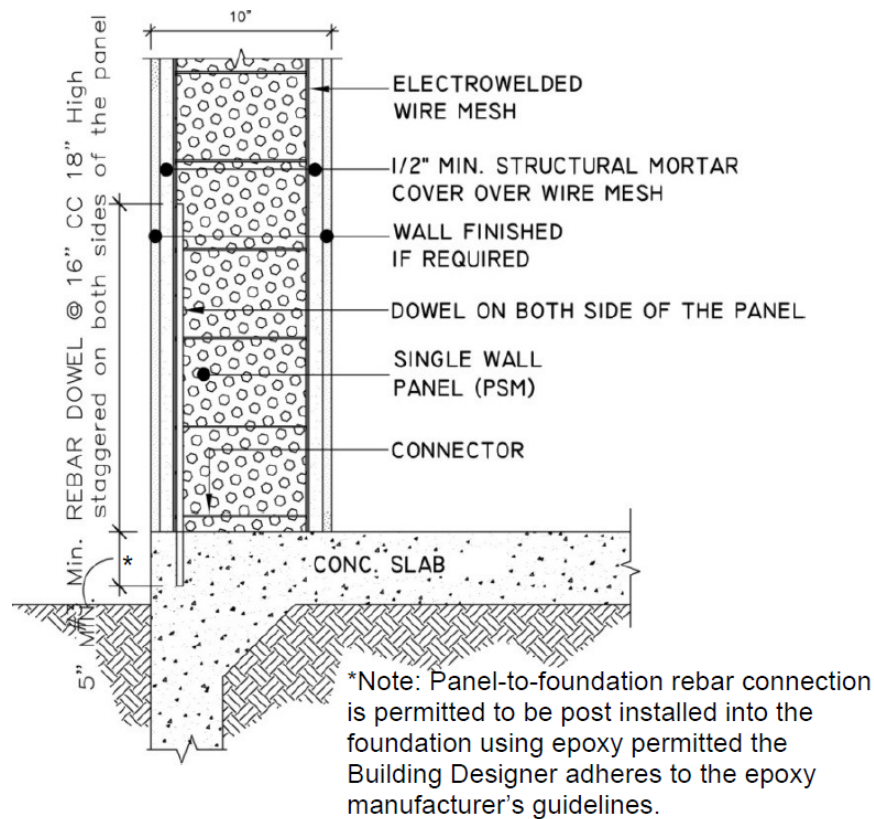 10"
Min. REBAR DOWEL @ 16" CC 18" High
staggered on both sides of the panel
ELECTROWELDED
WIRE MESH
1/2" MIN. STRUCTURAL MORTAR
COVER OVER WIRE MESH
WALL FINISHED
IF REQUIRED
DOWEL ON BOTH SIDE OF THE PANEL
SINGLE WALL
PANEL (PSM)
CONNECTOR
*
CONC. SLAB
5" MIN
*Note: Panel-to-foundation rebar connection
is permitted to be post installed into the
foundation using epoxy permitted the
Building Designer adheres to the epoxy
manufacturer's guidelines.